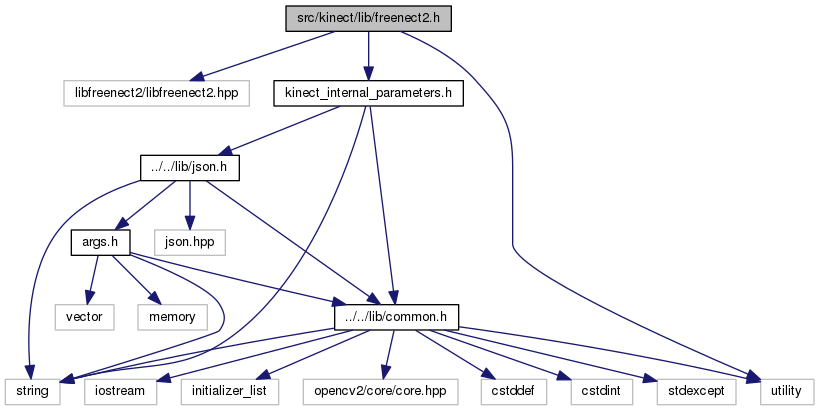 src/kinect/lib/freenect2.h
libfreenect2/libfreenect2.hpp
kinect_internal_parameters.h
../../lib/json.h
args.h
json.hpp
vector
memory
../../lib/common.h
string
iostream
initializer_list
opencv2/core/core.hpp
cstddef
cstdint
stdexcept
utility